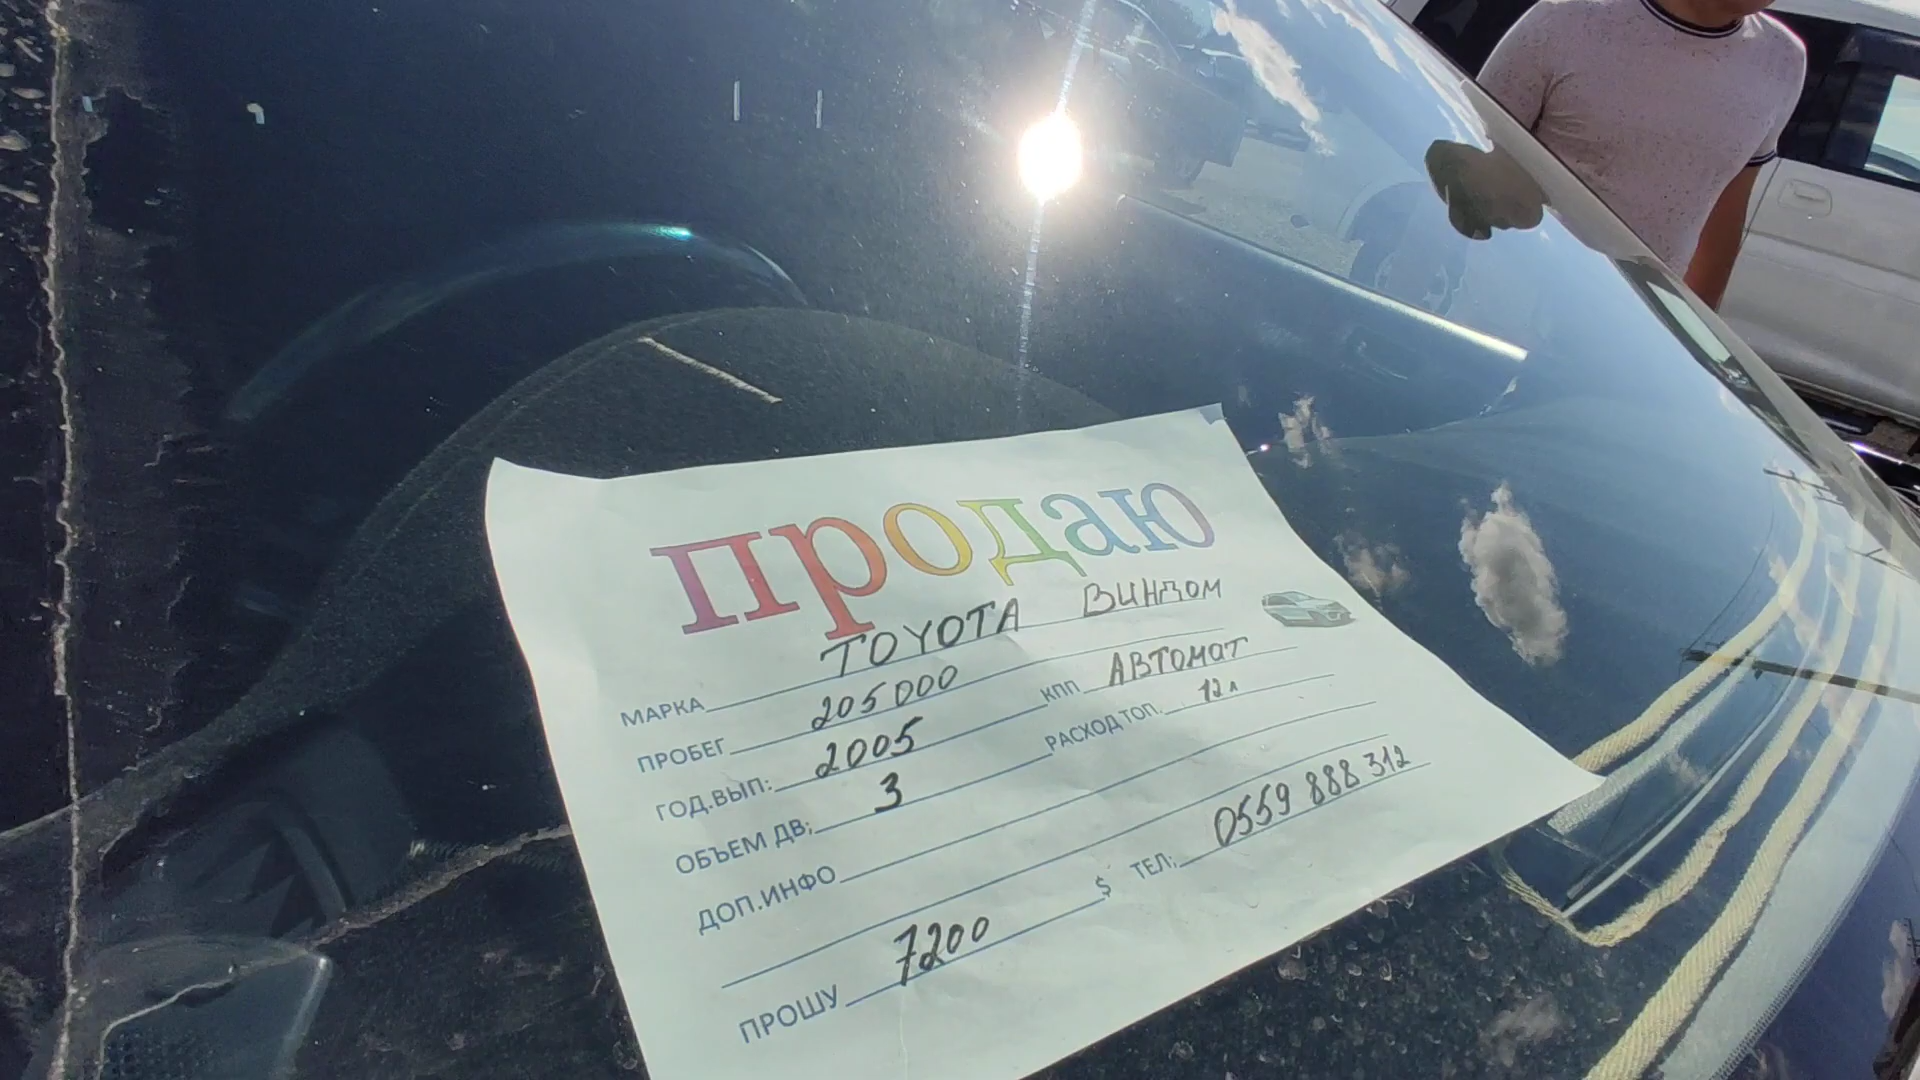 продаю
МАРКА TOYOTA ВИНДОМ
ПРОБЕГ 205000 КПП АВТОМАТ
ГОД.ВЫП: 2005 РАСХОД ТОП. 12л
ОБЪЕМ ДВ; 3
ДОП.ИНФО
ПРОШУ 7200 $ ТЕЛ; 0559 888 312